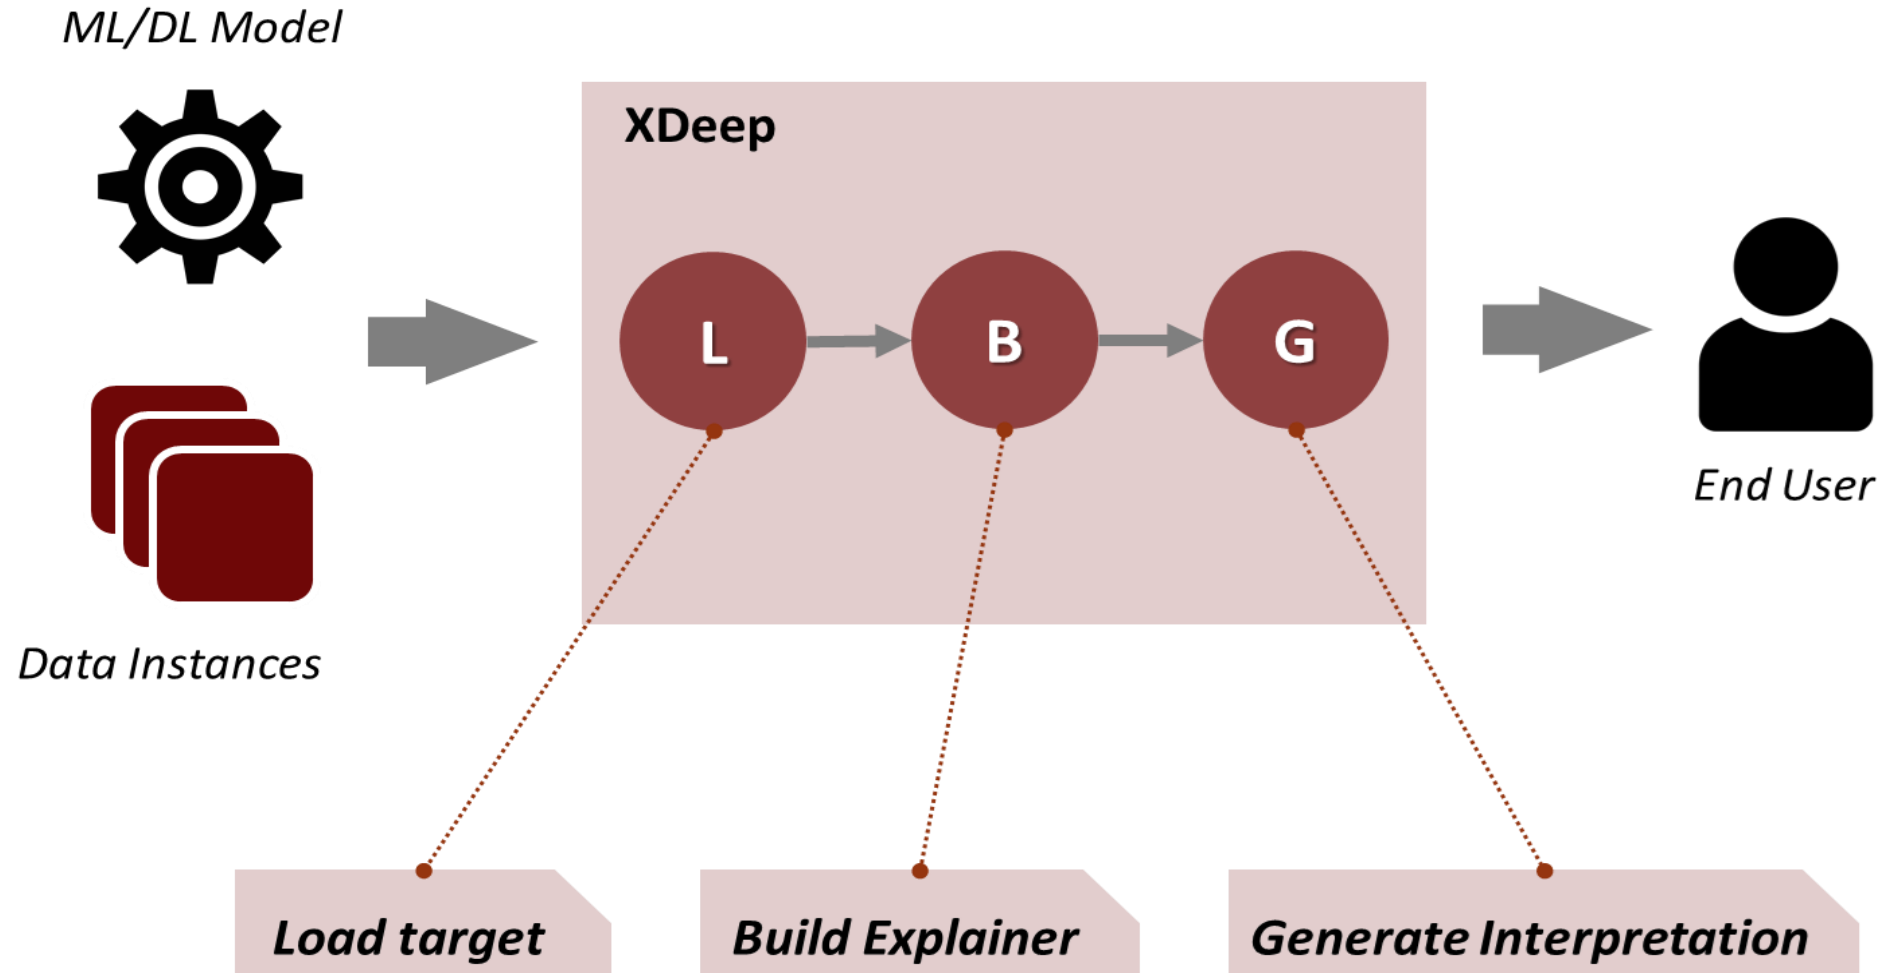 ML/DL Model
XDeep
L
B
G
End User
Data Instances
Load target
Build Explainer
Generate Interpretation